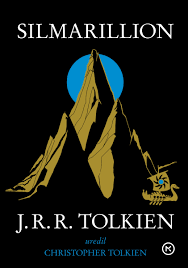 SILMARILLION
J. R. R. TOLKIEN
uredil
CHRISTOPHER TOLKIEN